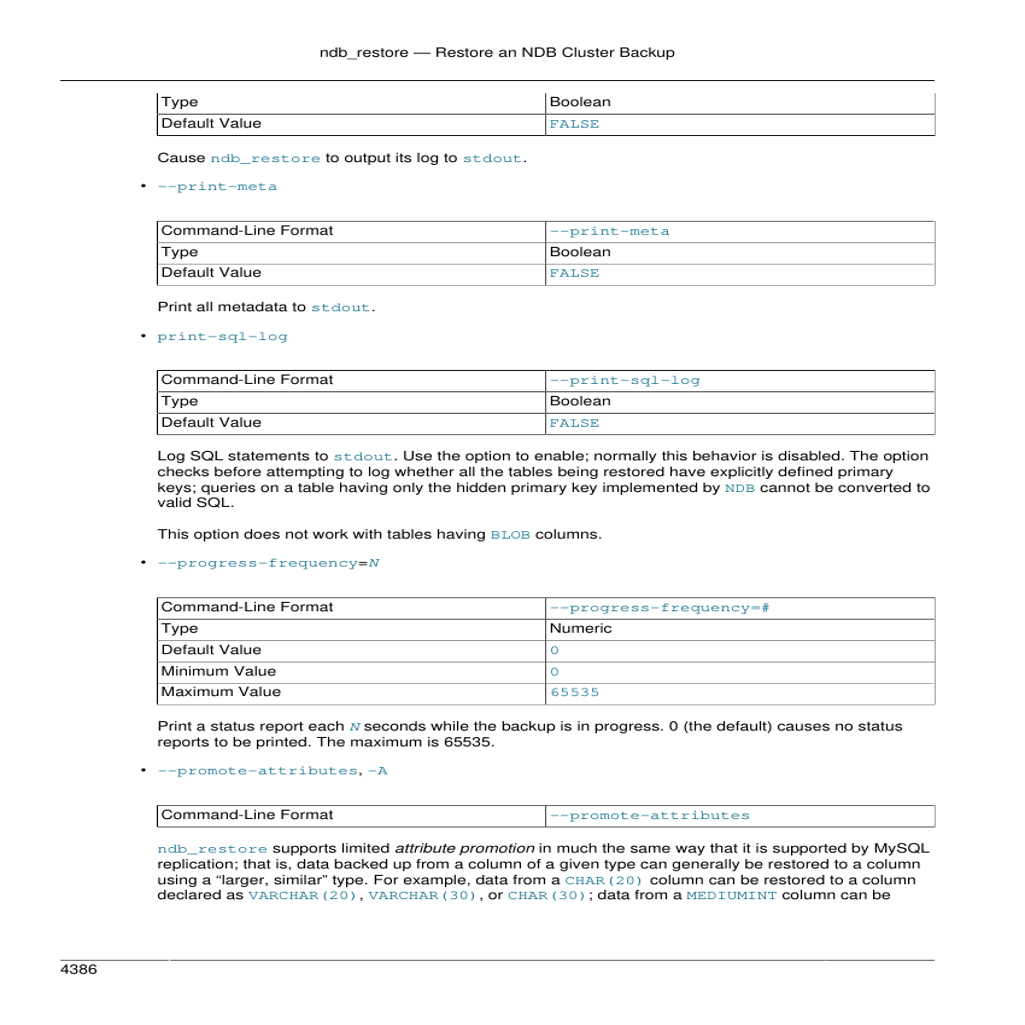 ndb_restore — Restore an NDB Cluster Backup
Type Boolean
Default Value FALSE
Cause ndb_restore to output its log to stdout.
• --print-meta
Command-Line Format --print-meta
Type Boolean
Default Value FALSE
Print all metadata to stdout.
• print-sql-log
Command-Line Format --print-sql-log
Type Boolean
Default Value FALSE
Log SQL statements to stdout. Use the option to enable; normally this behavior is disabled. The option
checks before attempting to log whether all the tables being restored have explicitly defined primary
keys; queries on a table having only the hidden primary key implemented by NDB cannot be converted to
valid SQL.
This option does not work with tables having BLOB columns.
• --progress-frequency=N
Command-Line Format --progress-frequency=#
Type Numeric
Default Value 0
Minimum Value 0
Maximum Value 65535
Print a status report each N seconds while the backup is in progress. 0 (the default) causes no status
reports to be printed. The maximum is 65535.
• --promote-attributes, -A
Command-Line Format --promote-attributes
ndb_restore supports limited attribute promotion in much the same way that it is supported by MySQL
replication; that is, data backed up from a column of a given type can generally be restored to a column
using a “larger, similar” type. For example, data from a CHAR(20) column can be restored to a column
declared as VARCHAR(20), VARCHAR(30), or CHAR(30); data from a MEDIUMINT column can be
4386